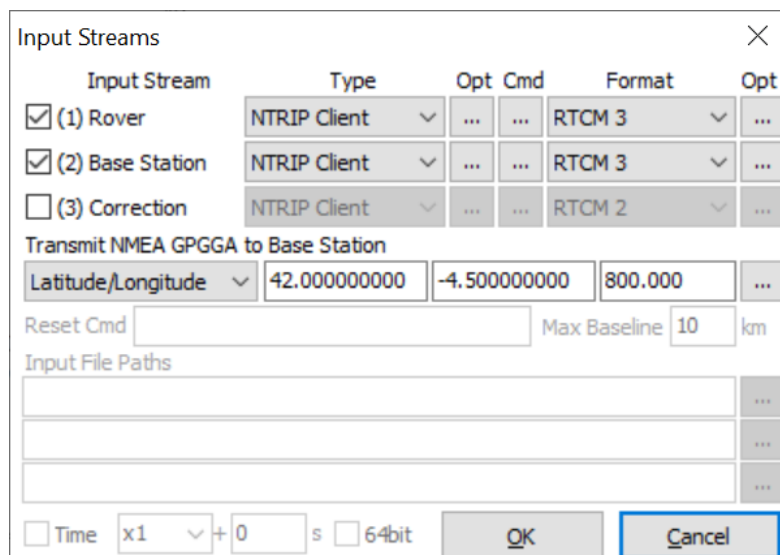 Input Streams
Input Stream Type Opt Cmd Format Opt
(1) Rover NTRIP Client ... ... RTCM 3 ...
(2) Base Station NTRIP Client ... ... RTCM 3 ...
(3) Correction NTRIP Client ... ... RTCM 2 ...
Transmit NMEA GPGGA to Base Station
Latitude/Longitude 42.000000000 -4.500000000 800.000 ...
Reset Cmd Max Baseline 10 km
Input File Paths
...
...
...
Time x1 + 0 s 64bit OK Cancel